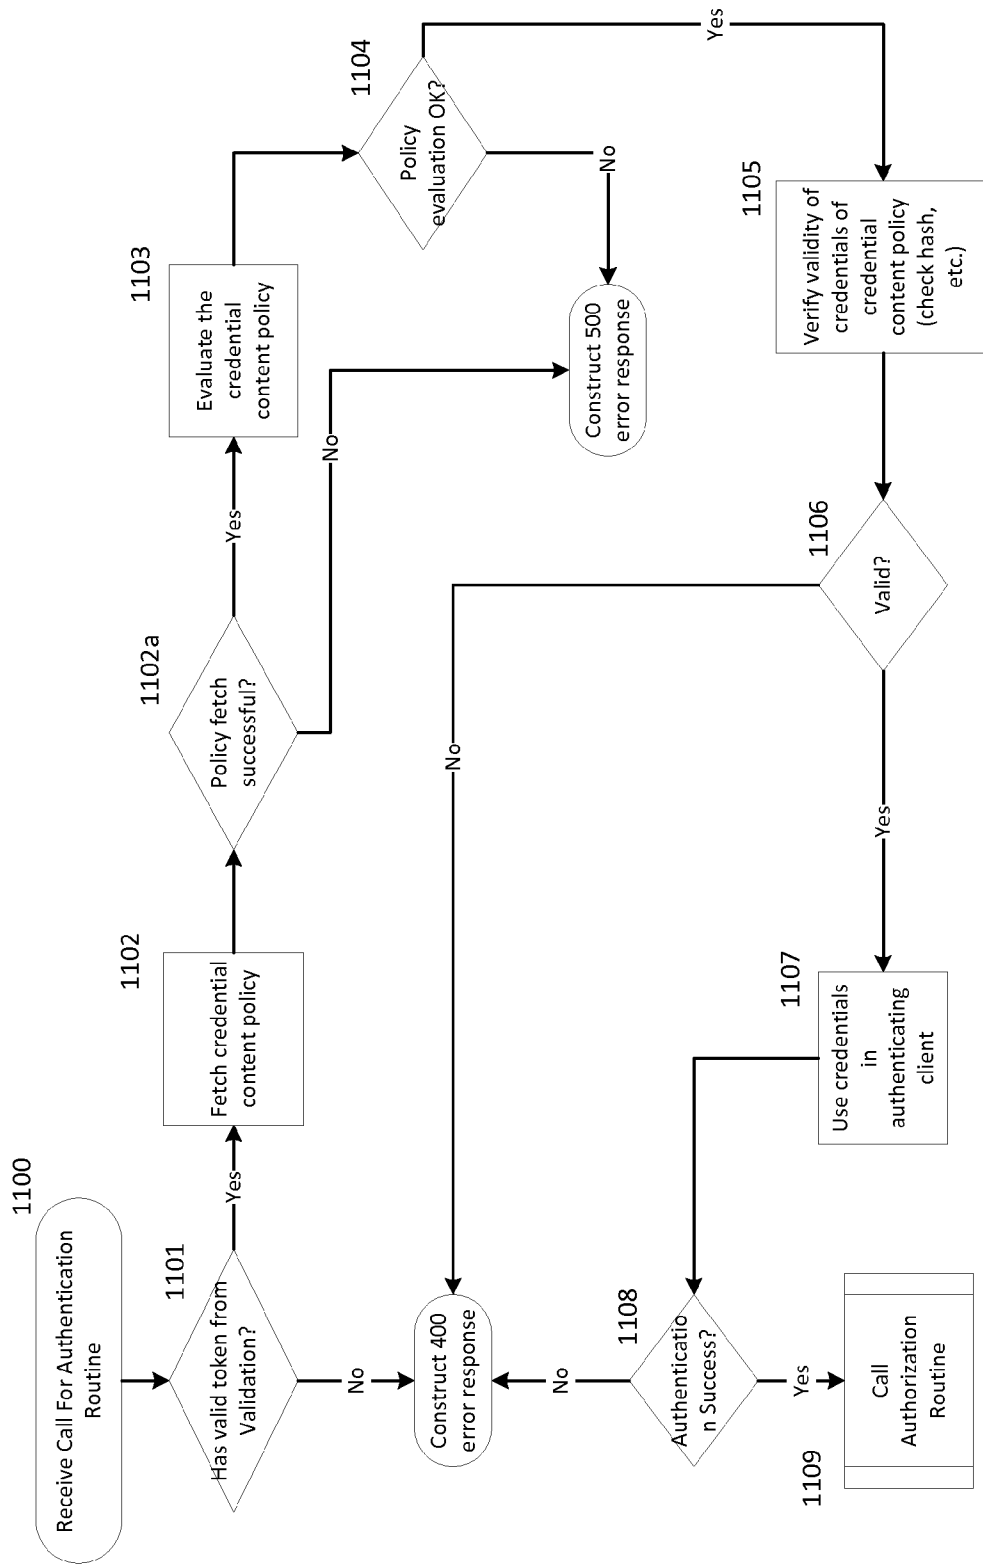 1100
Receive Call For Authentication
Routine
1101
Has valid token from
Validation?
Yes
No
1102
Fetch credential
content policy
1102a
Policy fetch
successful?
Yes
No
1103
Evaluate the
credential
content policy
1104
Policy
evaluation OK?
Yes
No
Construct 500
error response
1105
Verify validity of
credentials of
credential
content policy
(check hash,
etc.)
1106
Valid?
No
Yes
1107
Use credentials
in
authenticating
client
1108
Authenticatio
n Success?
No
Yes
Construct 400
error response
1109
Call
Authorization
Routine